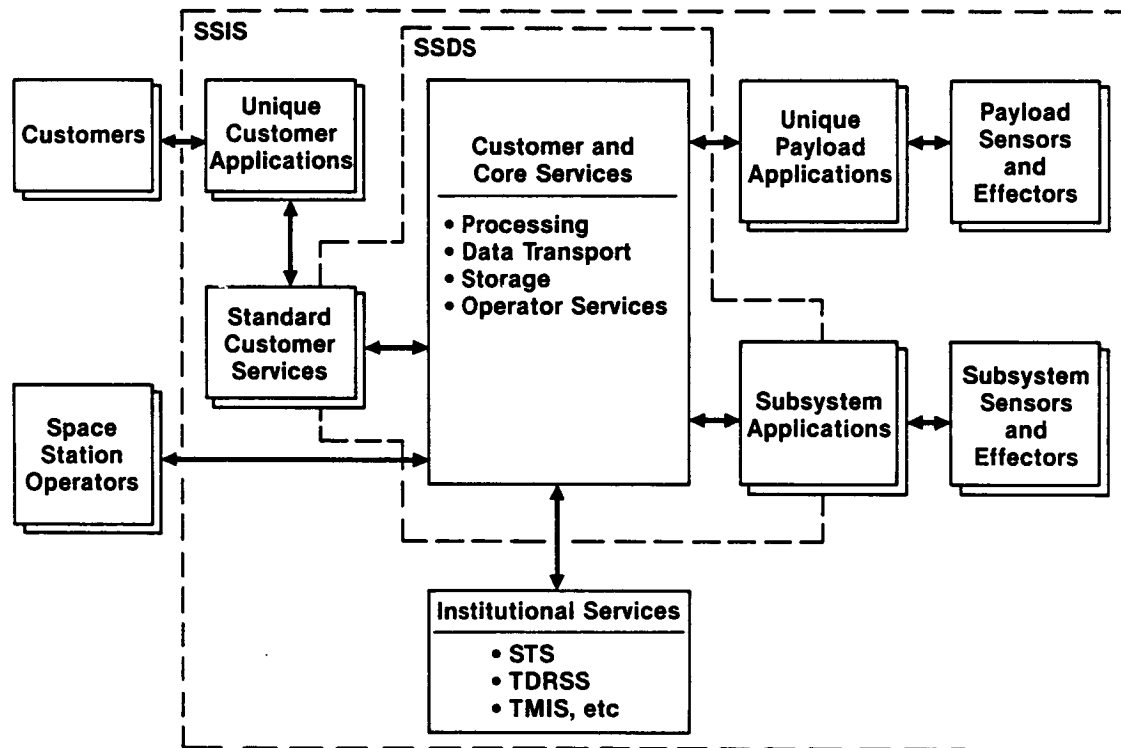 SSIS
SSDS
Customers
Unique
Customer
Applications
Customer and
Core Services
• Processing
• Data Transport
• Storage
• Operator Services
Unique
Payload
Applications
Payload
Sensors
and
Effectors
Standard
Customer
Services
Space
Station
Operators
Subsystem
Applications
Subsystem
Sensors
and
Effectors
Institutional Services
• STS
• TDRSS
• TMIS, etc